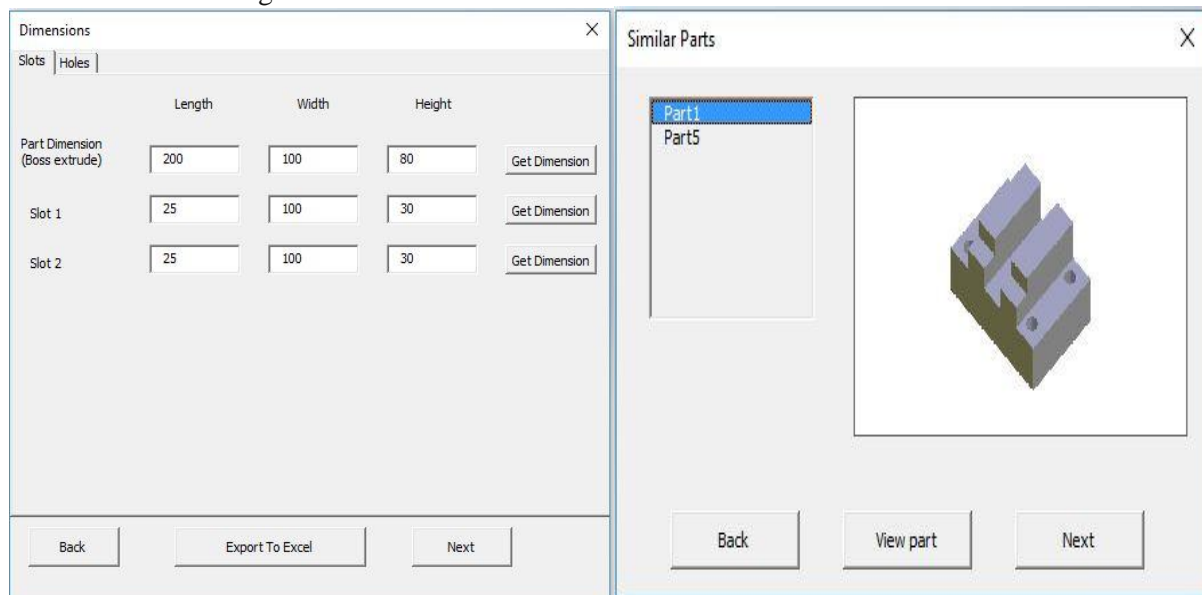 Dimensions
Slots Holes
Length Width Height
Part Dimension
(Boss extrude) 200 100 80 Get Dimension
Slot 1 25 100 30 Get Dimension
Slot 2 25 100 30 Get Dimension
Back Export To Excel Next
Similar Parts
Part1
Part5
Back View part Next